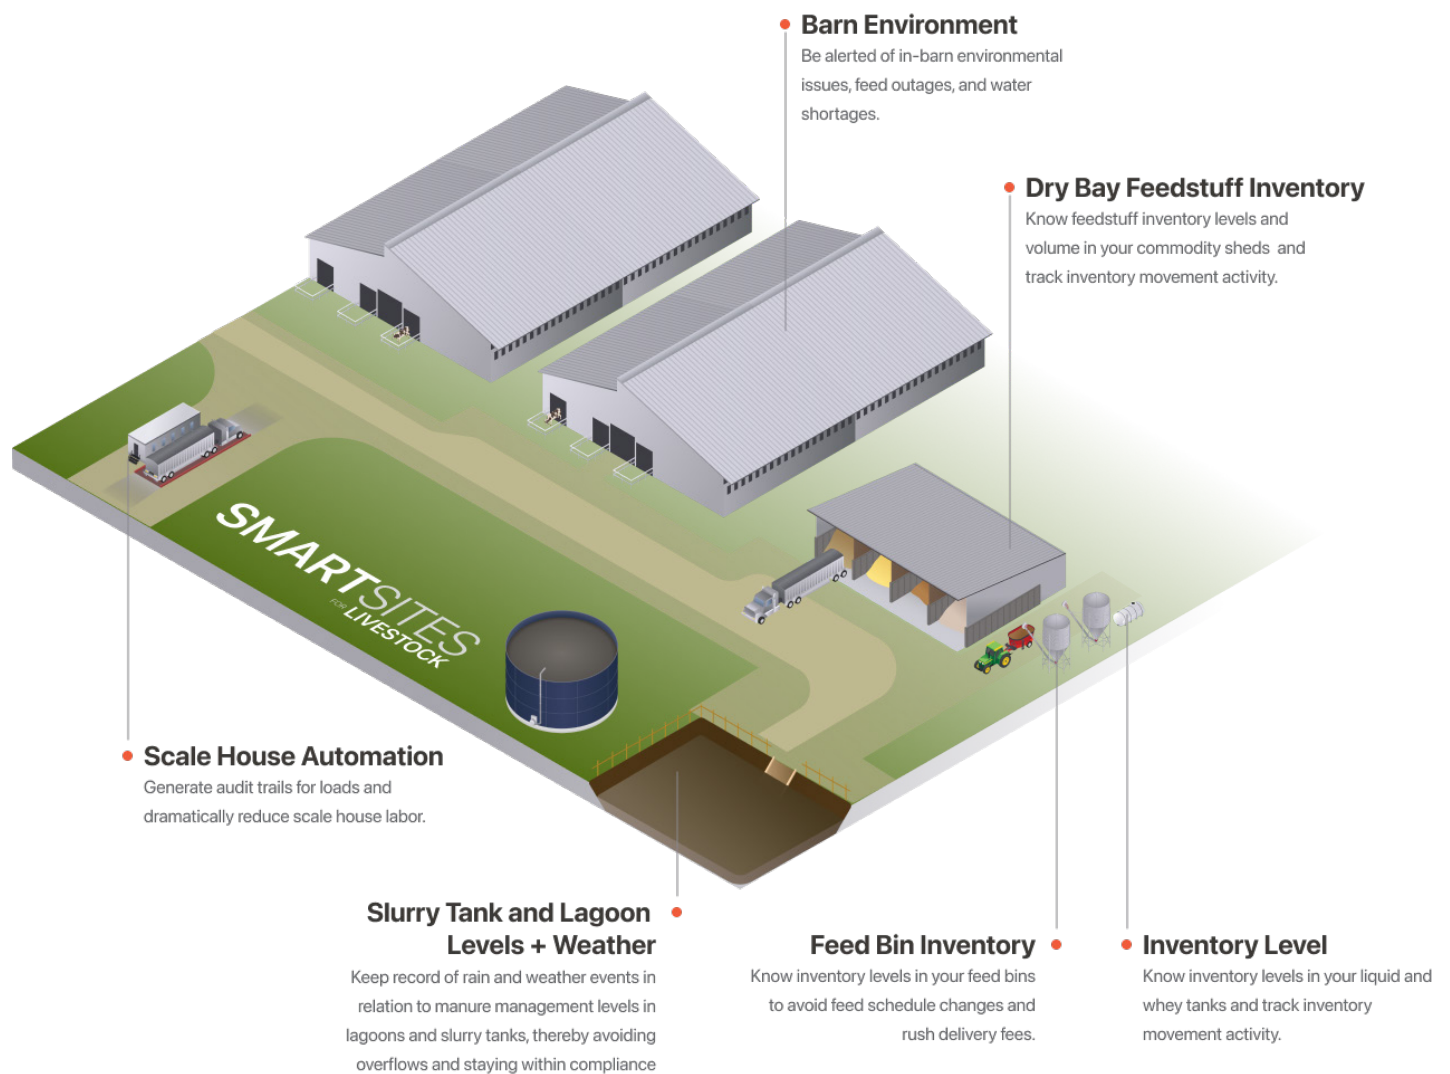 Barn Environment
Be alerted of in-barn environmental
issues, feed outages, and water
shortages.
Dry Bay Feedstuff Inventory
Know feedstuff inventory levels and
volume in your commodity sheds and
track inventory movement activity.
SMARTSITES
FOR LIVESTOCK
Scale House Automation
Generate audit trails for loads and
dramatically reduce scale house labor.
Slurry Tank and Lagoon
Levels + Weather
Keep record of rain and weather events in
relation to manure management levels in
lagoons and slurry tanks, thereby avoiding
overflows and staying within compliance
Feed Bin Inventory
Know inventory levels in your feed bins
to avoid feed schedule changes and
rush delivery fees.
Inventory Level
Know inventory levels in your liquid and
whey tanks and track inventory
movement activity.